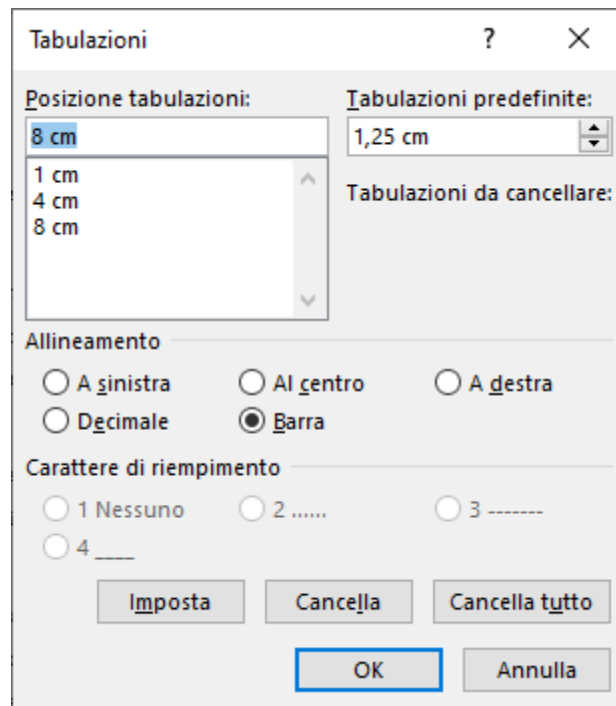 Tabulazioni ?
Posizione tabulazioni: Tabulazioni predefinite:
8 cm 1,25 cm
1 cm
4 cm
8 cm
Tabulazioni da cancellare:
Allineamento
A sinistra Al centro A destra
Decimale Barra
Carattere di riempimento
1 Nessuno 2 ...... 3 -------
4 ____
Imposta Cancella Cancella tutto
OK Annulla